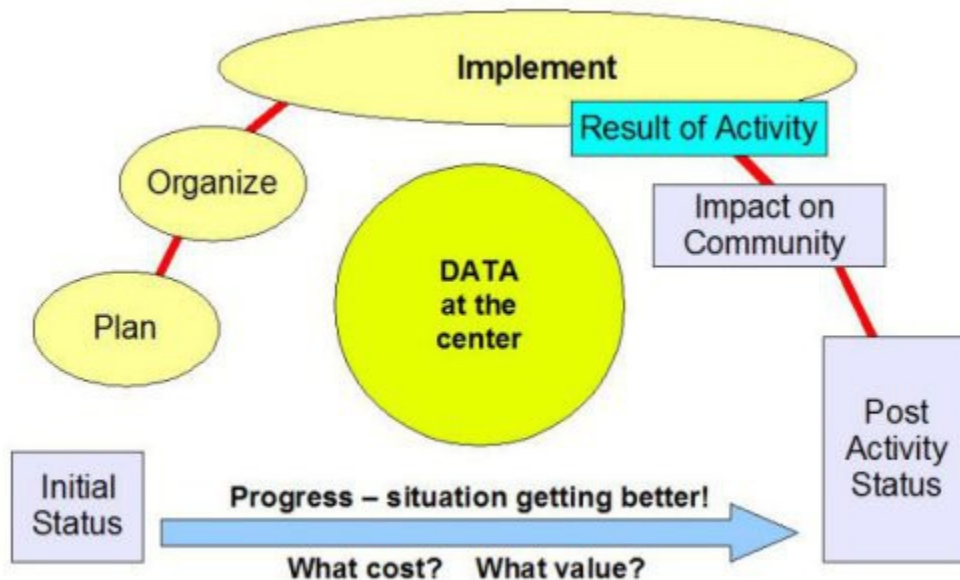 Implement
Result of Activity
Organize
Impact on
Community
DATA
at the
center
Plan
Post
Activity
Status
Initial
Status
Progress – situation getting better!
What cost? What value?